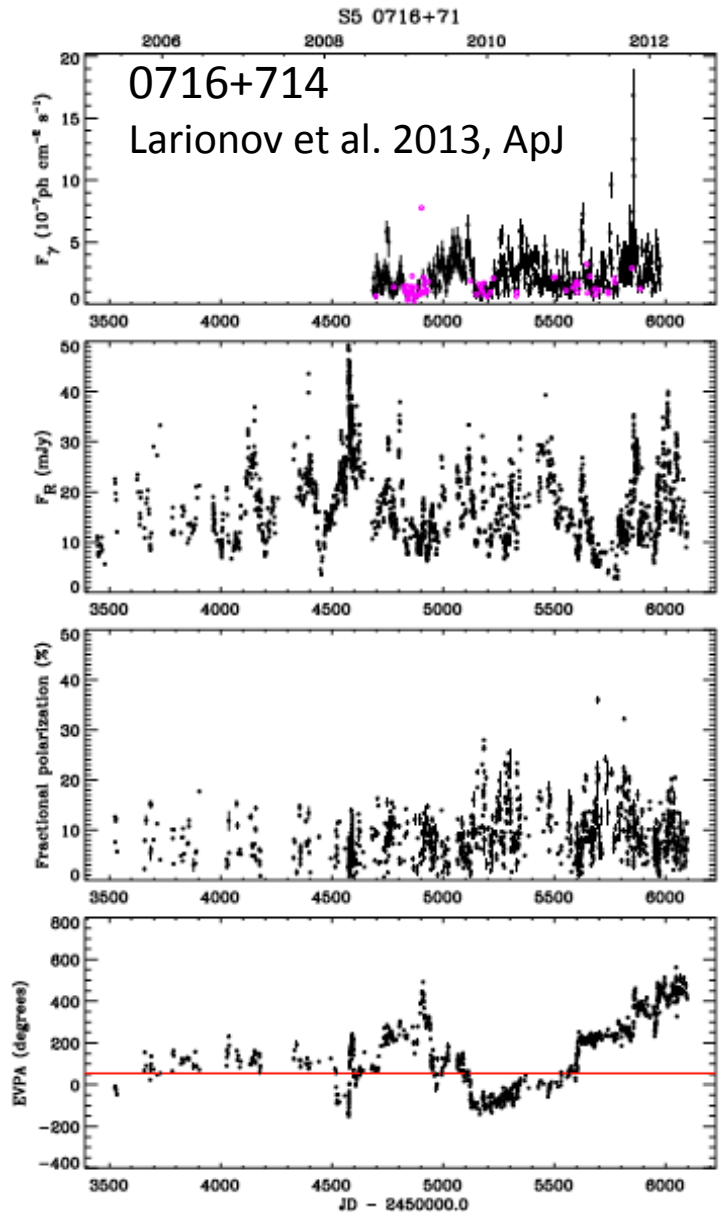 S5 0716+71
2006 2008 2010 2012
0716+714
Larionov et al. 2013, ApJ
F_γ (10⁻⁷ph cm⁻² s⁻¹)
20
15
10
5
0
3500 4000 4500 5000 5500 6000
F_R (mJy)
50
40
30
20
10
0
3500 4000 4500 5000 5500 6000
Fractional polarization (%)
50
40
30
20
10
0
3500 4000 4500 5000 5500 6000
EVPA (degrees)
800
600
400
200
0
−200
−400
3500 4000 4500 5000 5500 6000
JD − 2450000.0